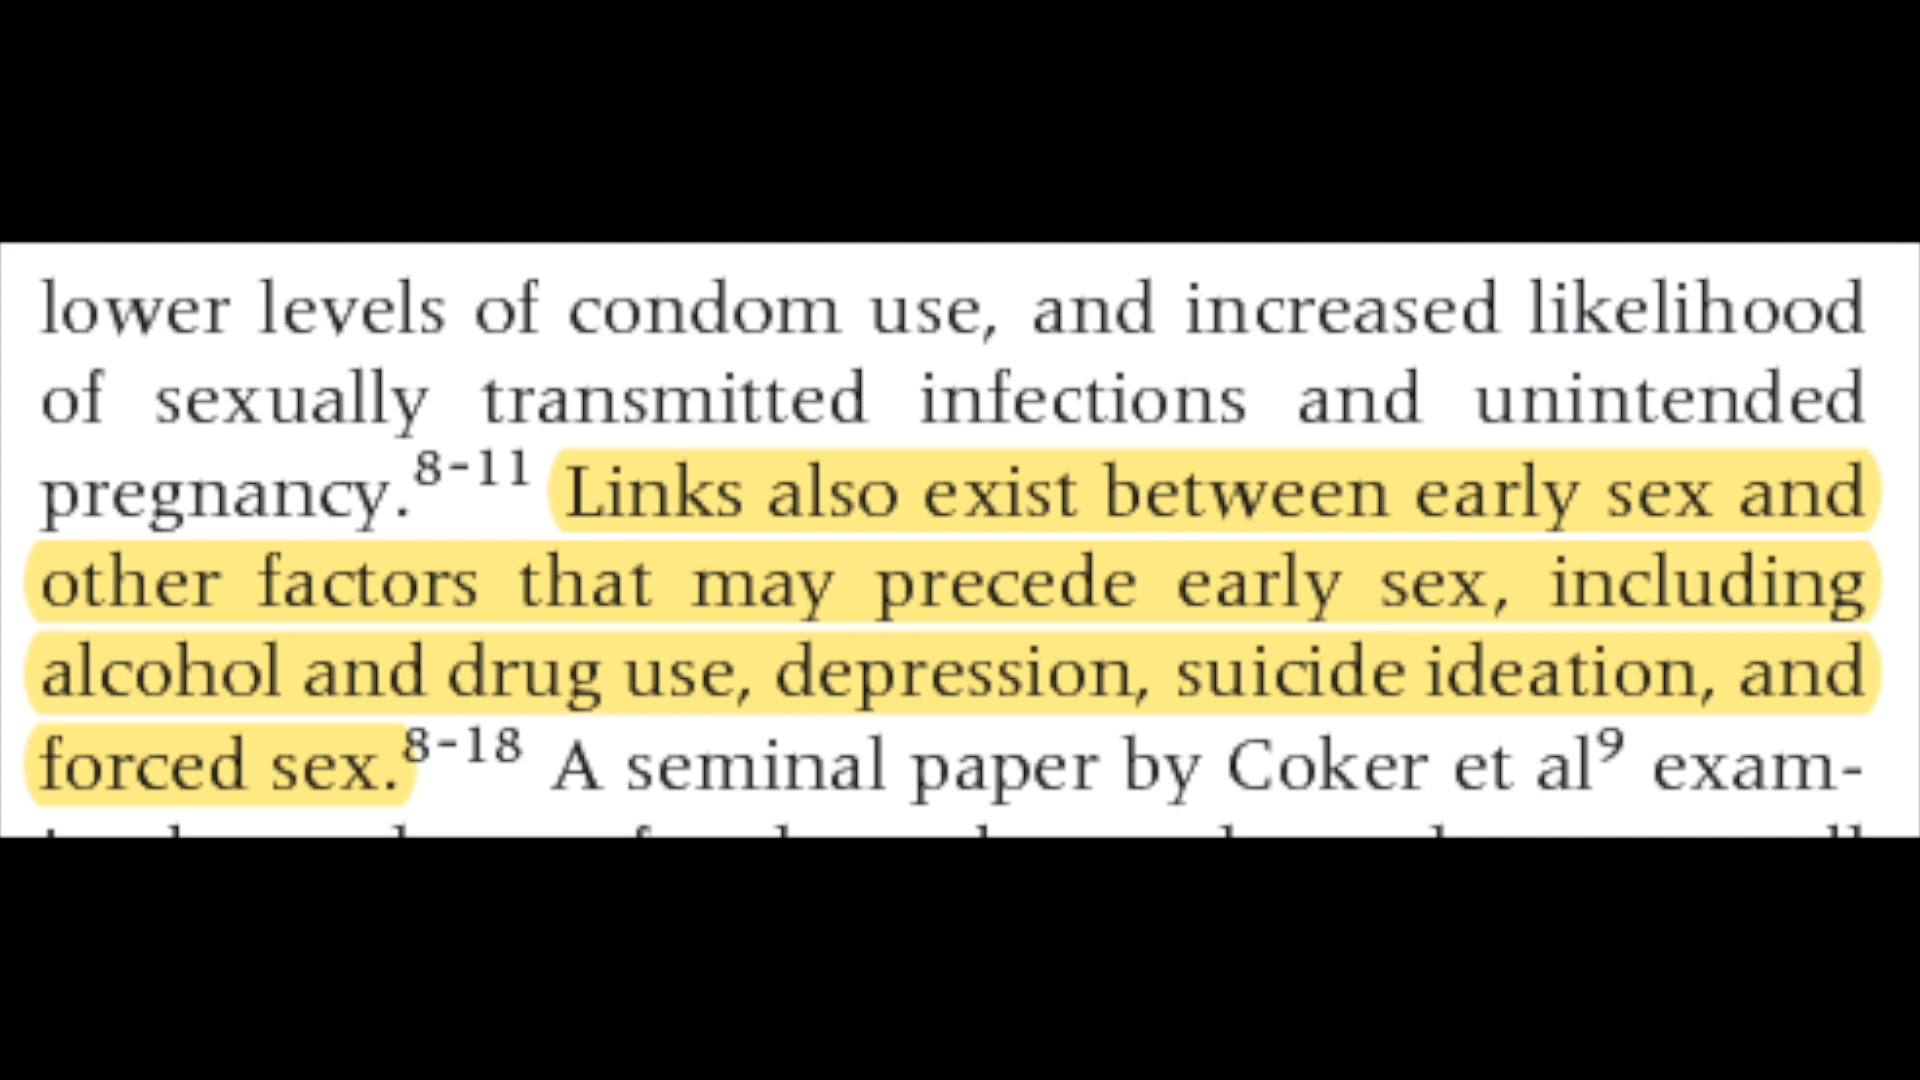 lower levels of condom use, and increased likelihood
of sexually transmitted infections and unintended
pregnancy.8-11 Links also exist between early sex and
other factors that may precede early sex, including
alcohol and drug use, depression, suicide ideation, and
forced sex.8-18 A seminal paper by Coker et al9 exam-